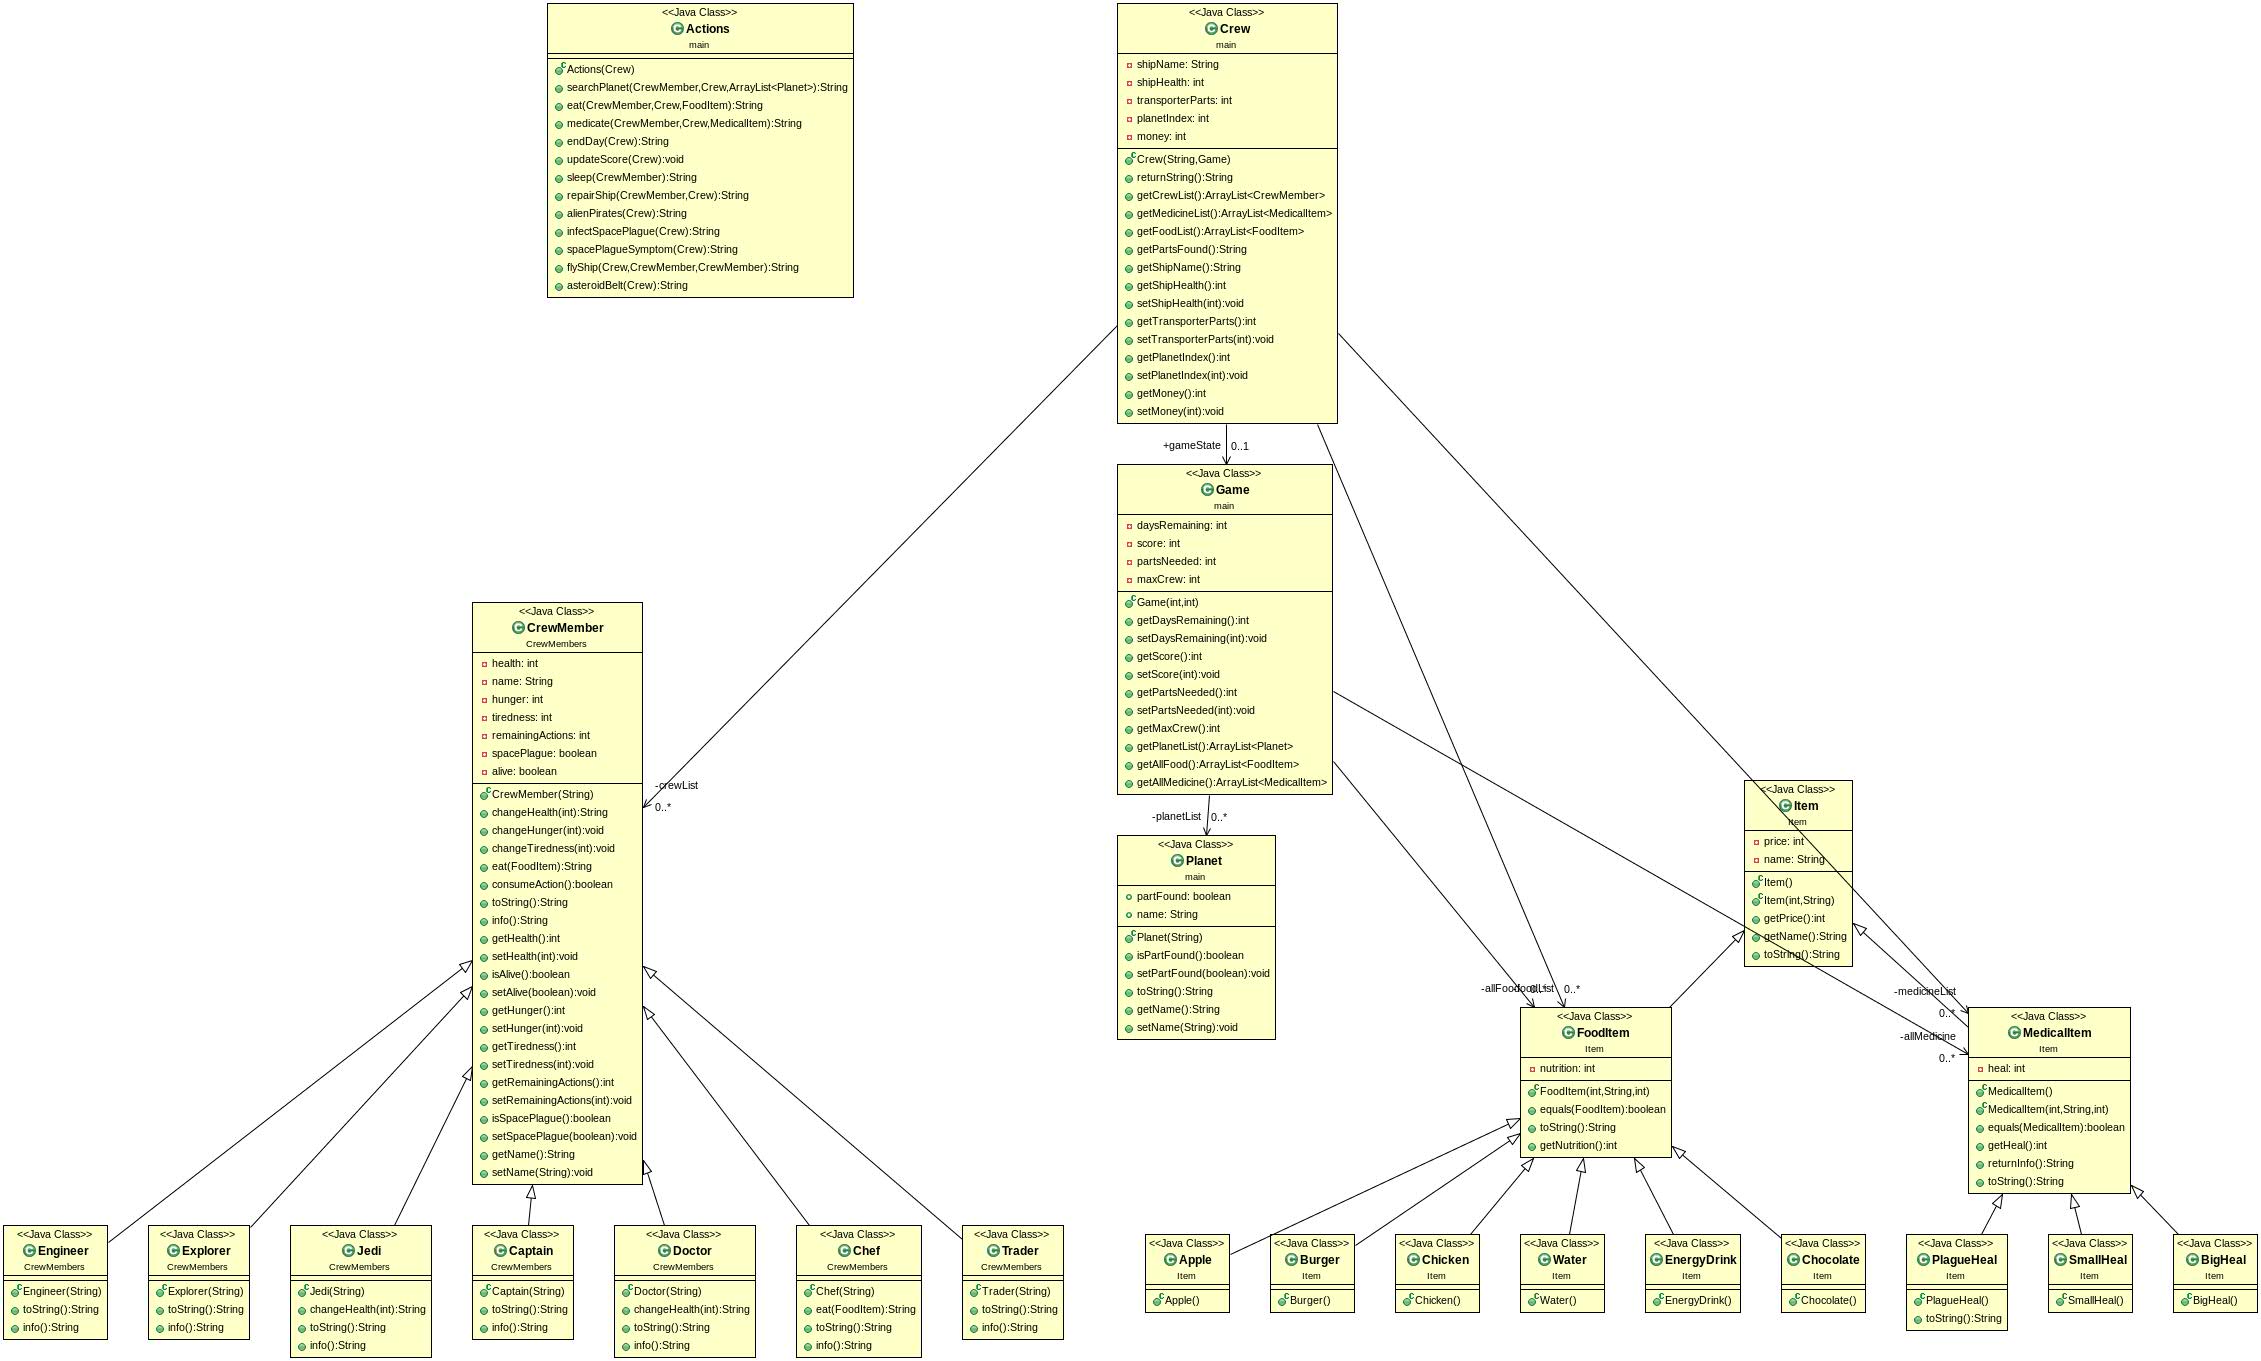 <<Java Class>>
Actions
main
Actions(Crew)
searchPlanet(CrewMember,Crew,ArrayList<Planet>):String
eat(CrewMember,Crew,FoodItem):String
medicate(CrewMember,Crew,MedicalItem):String
endDay(Crew):String
updateScore(Crew):void
sleep(CrewMember):String
repairShip(CrewMember,Crew):String
alienPirates(Crew):String
infectSpacePlague(Crew):String
spacePlagueSymptom(Crew):String
flyShip(Crew,CrewMember,CrewMember):String
asteroidBelt(Crew):String
<<Java Class>>
Crew
main
shipName: String
shipHealth: int
transporterParts: int
planetIndex: int
money: int
Crew(String,Game)
returnString():String
getCrewList():ArrayList<CrewMember>
getMedicineList():ArrayList<MedicalItem>
getFoodList():ArrayList<FoodItem>
getPartsFound():String
getShipName():String
getShipHealth():int
setShipHealth(int):void
getTransporterParts():int
setTransporterParts(int):void
getPlanetIndex():int
setPlanetIndex(int):void
getMoney():int
setMoney(int):void
+gameState
0..1
<<Java Class>>
Game
main
daysRemaining: int
score: int
partsNeeded: int
maxCrew: int
Game(int,int)
getDaysRemaining():int
setDaysRemaining(int):void
getScore():int
setScore(int):void
getPartsNeeded():int
setPartsNeeded(int):void
getMaxCrew():int
getPlanetList():ArrayList<Planet>
getAllFood():ArrayList<FoodItem>
getAllMedicine():ArrayList<MedicalItem>
<<Java Class>>
CrewMember
CrewMembers
health: int
name: String
hunger: int
tiredness: int
remainingActions: int
spacePlague: boolean
alive: boolean
CrewMember(String)
changeHealth(int):String
changeHunger(int):void
changeTiredness(int):void
eat(FoodItem):String
consumeAction():boolean
toString():String
info():String
getHealth():int
setHealth(int):void
isAlive():boolean
setAlive(boolean):void
getHunger():int
setHunger(int):void
getTiredness():int
setTiredness(int):void
getRemainingActions():int
setRemainingActions(int):void
isSpacePlague():boolean
setSpacePlague(boolean):void
getName():String
setName(String):void
-crewList
0..*
-planetList
0..*
<<Java Class>>
Planet
main
partFound: boolean
name: String
Planet(String)
isPartFound():boolean
setPartFound(boolean):void
toString():String
getName():String
setName(String):void
<<Java Class>>
Item
Item
price: int
name: String
Item()
Item(int,String)
getPrice():int
getName():String
toString():String
0..*
<<Java Class>>
FoodItem
Item
nutrition: int
FoodItem(int,String,int)
equals(FoodItem):boolean
toString():String
getNutrition():int
-medicineList
0..*
-allMedicine
0..*
<<Java Class>>
MedicalItem
Item
heal: int
MedicalItem()
MedicalItem(int,String,int)
equals(MedicalItem):boolean
getHeal():int
returnInfo():String
toString():String
<<Java Class>>
Engineer
CrewMembers
Engineer(String)
toString():String
info():String
<<Java Class>>
Explorer
CrewMembers
Explorer(String)
toString():String
info():String
<<Java Class>>
Jedi
CrewMembers
Jedi(String)
changeHealth(int):String
toString():String
info():String
<<Java Class>>
Captain
CrewMembers
Captain(String)
toString():String
info():String
<<Java Class>>
Doctor
CrewMembers
Doctor(String)
changeHealth(int):String
toString():String
info():String
<<Java Class>>
Chef
CrewMembers
Chef(String)
eat(FoodItem):String
toString():String
info():String
<<Java Class>>
Trader
CrewMembers
Trader(String)
toString():String
info():String
<<Java Class>>
Apple
Item
Apple()
<<Java Class>>
Burger
Item
Burger()
<<Java Class>>
Chicken
Item
Chicken()
<<Java Class>>
Water
Item
Water()
<<Java Class>>
EnergyDrink
Item
EnergyDrink()
<<Java Class>>
Chocolate
Item
Chocolate()
<<Java Class>>
PlagueHeal
Item
PlagueHeal()
toString():String
<<Java Class>>
SmallHeal
Item
SmallHeal()
<<Java Class>>
BigHeal
Item
BigHeal()